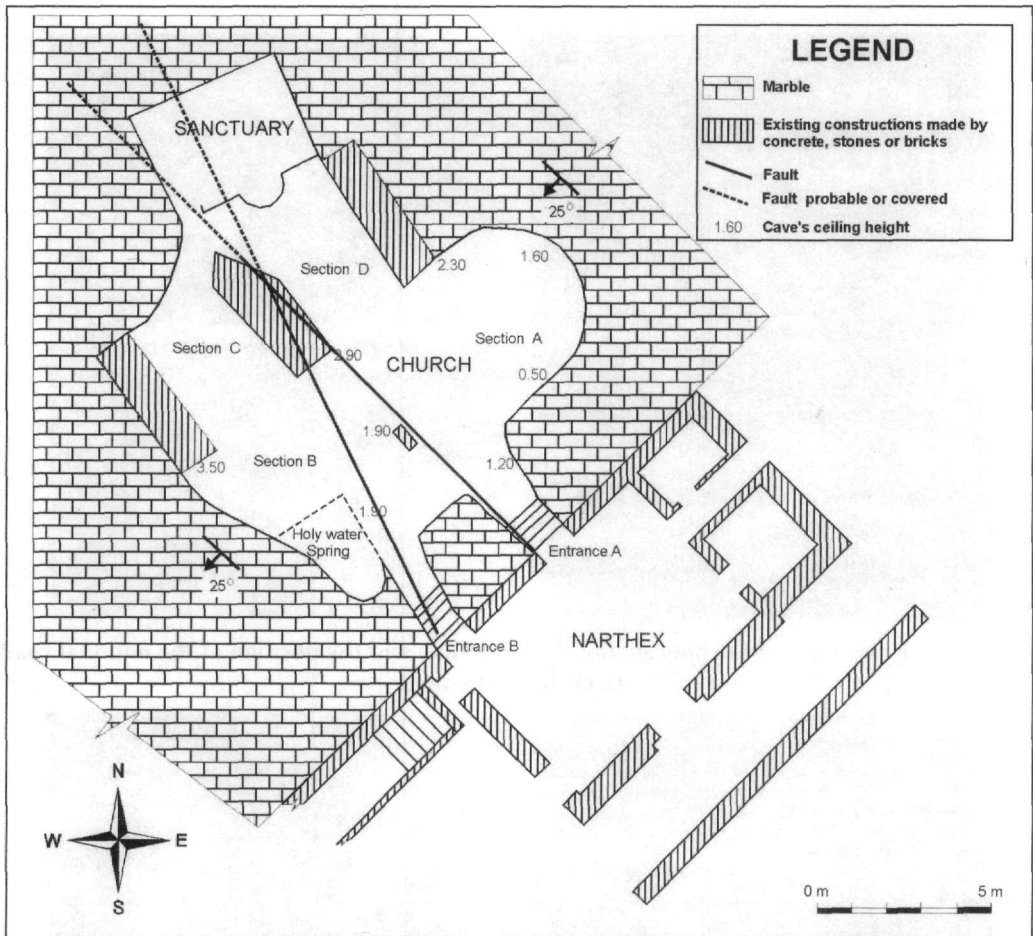 LEGEND
Marble
Existing constructions made by
concrete, stones or bricks
Fault
Fault probable or covered
1.60 Cave's ceiling height
SANCTUARY
25°
Section D
2.30
1.60
Section C
2.90
CHURCH
Section A
0.50
1.90
Section B
3.50
1.20
1.90
Holy water
Spring
Entrance A
25°
Entrance B
NARTHEX
N
W
E
S
0 m
5 m